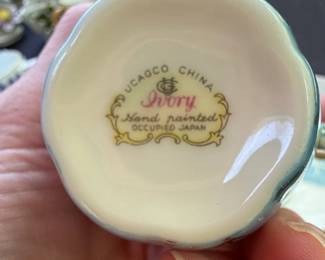 UCAGCO CHINA
Ivory
Hand painted
OCCUPIED JAPAN